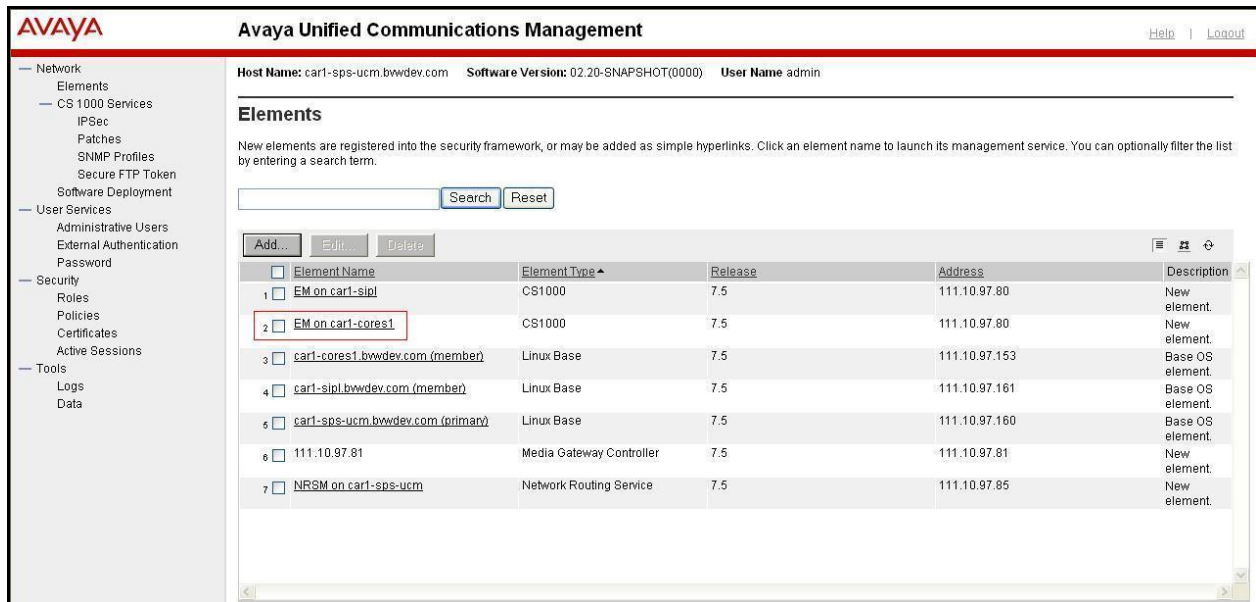 AVAYA
Avaya Unified Communications Management
Help | Logout
Network
Elements
CS 1000 Services
IPSec
Patches
SNMP Profiles
Secure FTP Token
Software Deployment
User Services
Administrative Users
External Authentication
Password
Security
Roles
Policies
Certificates
Active Sessions
Tools
Logs
Data
Host Name: car1-sps-ucm.bvwdev.com Software Version: 02.20-SNAPSHOT(0000) User Name admin
Elements
New elements are registered into the security framework, or may be added as simple hyperlinks. Click an element name to launch its management service. You can optionally filter the list
by entering a search term.
Search Reset
Add... Edit... Delete
Element Name Element Type Release Address Description
1 EM on car1-sipl CS1000 7.5 111.10.97.80 New
element.
2 EM on car1-cores1 CS1000 7.5 111.10.97.80 New
element.
3 car1-cores1.bvwdev.com (member) Linux Base 7.5 111.10.97.153 Base OS
element.
4 car1-sipl.bvwdev.com (member) Linux Base 7.5 111.10.97.161 Base OS
element.
5 car1-sps-ucm.bvwdev.com (primary) Linux Base 7.5 111.10.97.160 Base OS
element.
6 111.10.97.81 Media Gateway Controller 7.5 111.10.97.81 New
element.
7 NRSM on car1-sps-ucm Network Routing Service 7.5 111.10.97.85 New
element.